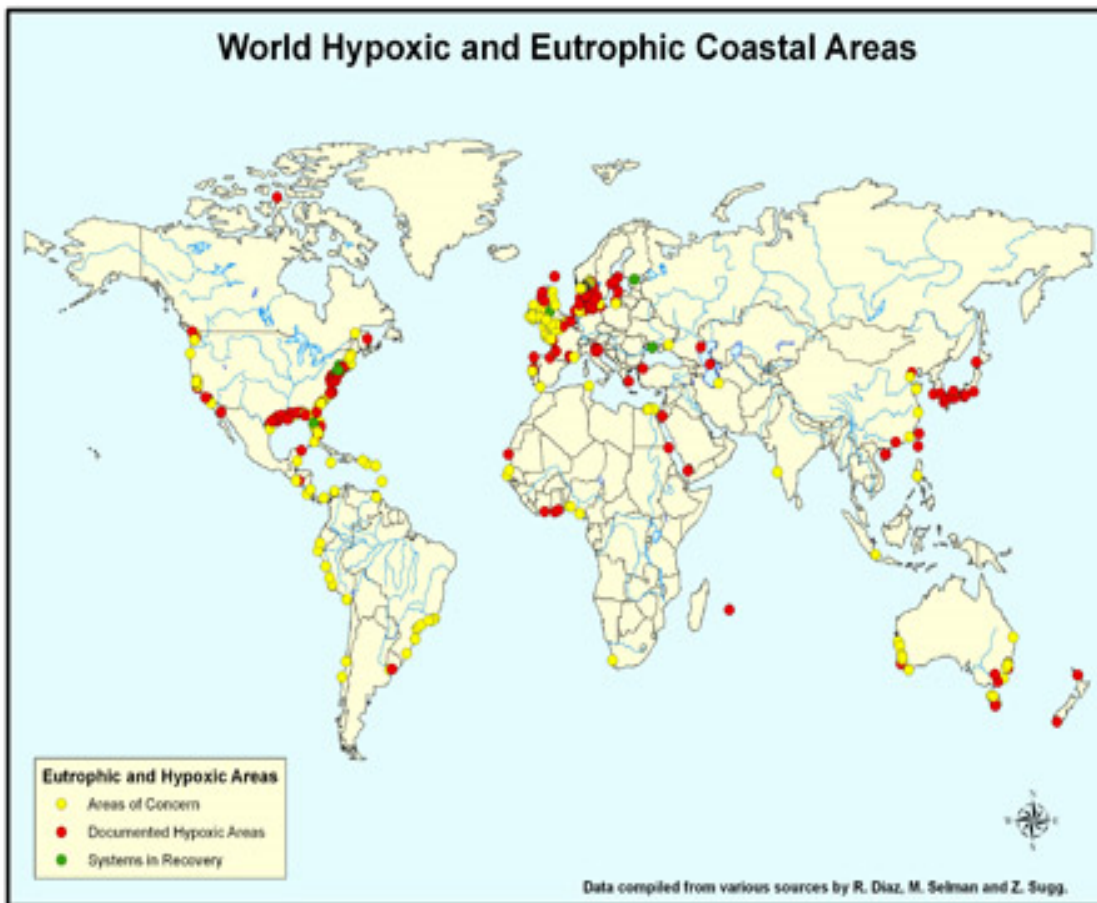 World Hypoxic and Eutrophic Coastal Areas
Eutrophic and Hypoxic Areas
Areas of Concern
Documented Hypoxic Areas
Systems in Recovery
Data compiled from various sources by R. Diaz, M. Selman and Z. Sugg.